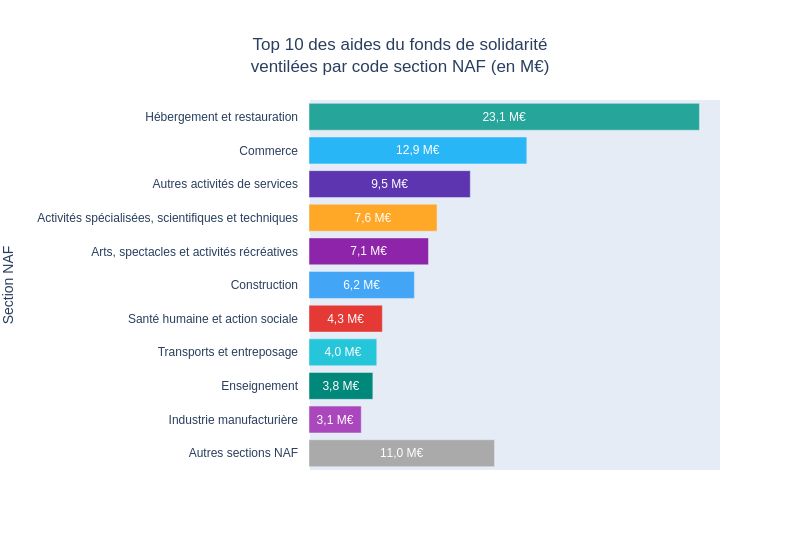 Top 10 des aides du fonds de solidarité
ventilées par code section NAF (en M€)
Section NAF
Hébergement et restauration 23,1 M€
Commerce 12,9 M€
Autres activités de services 9,5 M€
Activités spécialisées, scientifiques et techniques 7,6 M€
Arts, spectacles et activités récréatives 7,1 M€
Construction 6,2 M€
Santé humaine et action sociale 4,3 M€
Transports et entreposage 4,0 M€
Enseignement 3,8 M€
Industrie manufacturière 3,1 M€
Autres sections NAF 11,0 M€